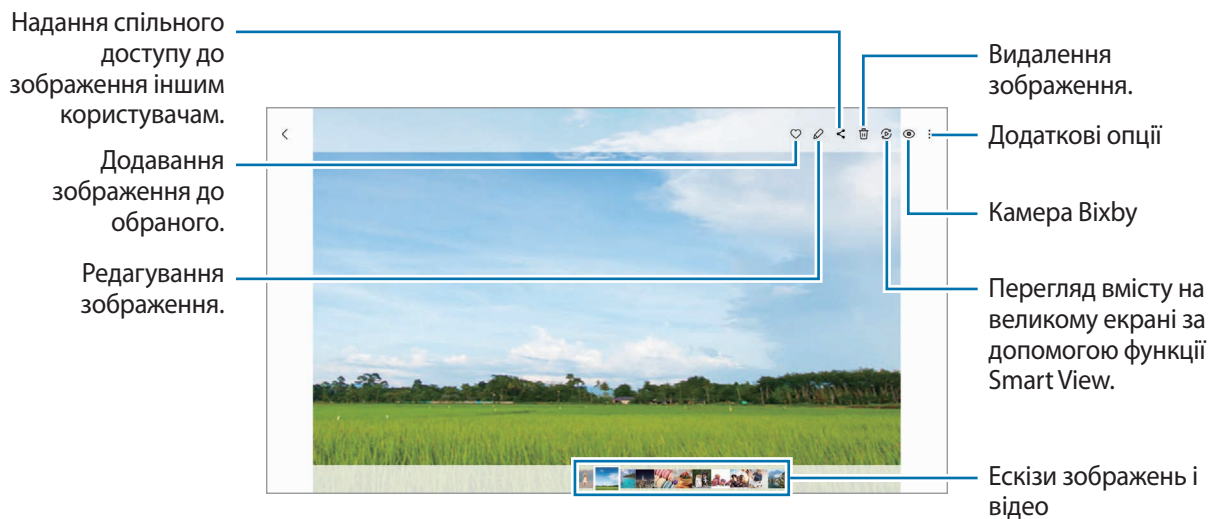 Надання спільного
доступу до
зображення іншим
користувачам.
Додавання
зображення до
обраного.
Редагування
зображення.
Видалення
зображення.
Додаткові опції
Камера Bixby
Перегляд вмісту на
великому екрані за
допомогою функції
Smart View.
Ескізи зображень і
відео